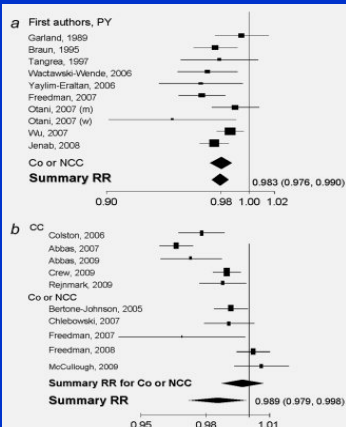 a First authors, PY
Garland, 1989
Braun, 1995
Tangrea, 1997
Wactawski-Wende, 2006
Yaylim-Eraltan, 2006
Freedman, 2007
Otani, 2007 (m)
Otani, 2007 (w)
Wu, 2007
Jenab, 2008
Co or NCC
Summary RR 0.983 (0.976, 0.990)
0.90 0.98 1.00 1.02
b CC
Colston, 2006
Abbas, 2007
Abbas, 2009
Crew, 2009
Rejnmark, 2009
Co or NCC
Bertone-Johnson, 2005
Chlebowski, 2007
Freedman, 2007
Freedman, 2008
McCullough, 2009
Summary RR for Co or NCC
Summary RR 0.989 (0.979, 0.998)
0.95 0.98 1.01